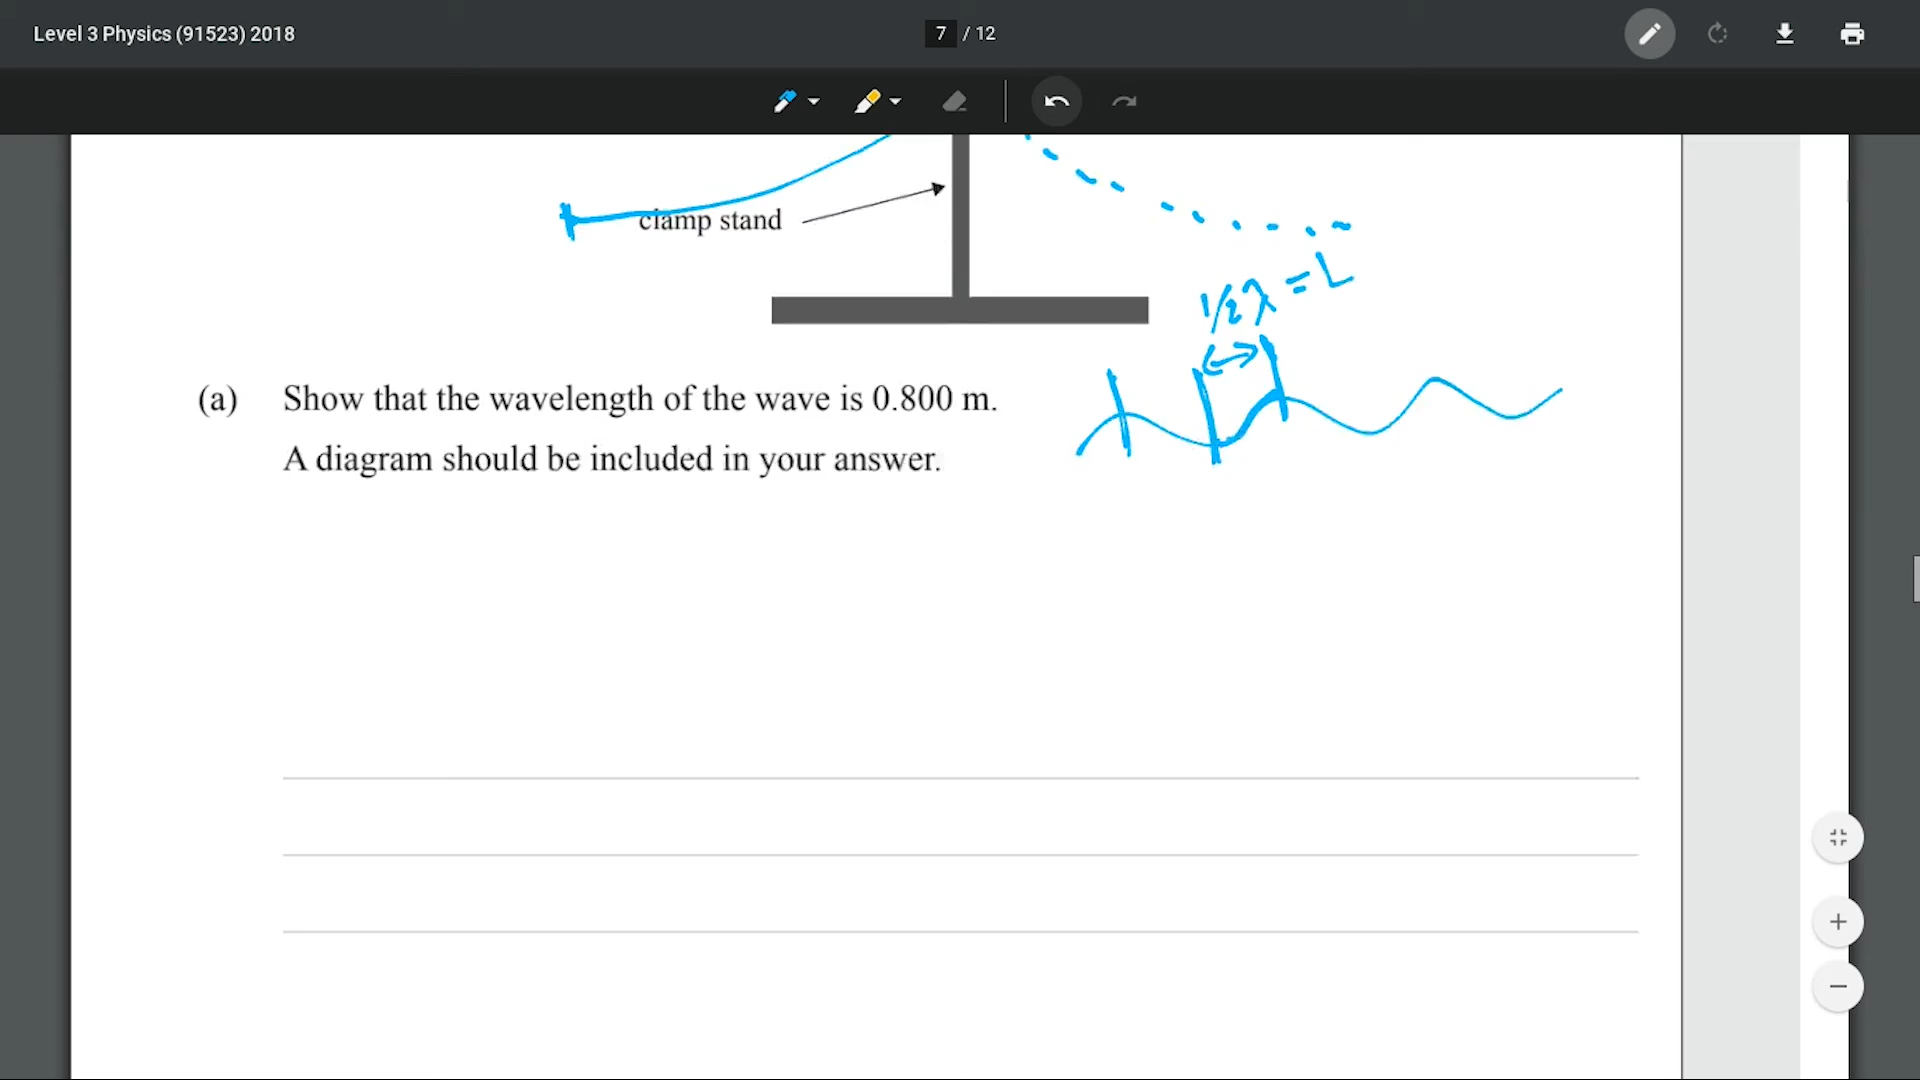 Level 3 Physics (91523) 2018
7 / 12
clamp stand
1/2 λ = L
(a) Show that the wavelength of the wave is 0.800 m.
A diagram should be included in your answer.